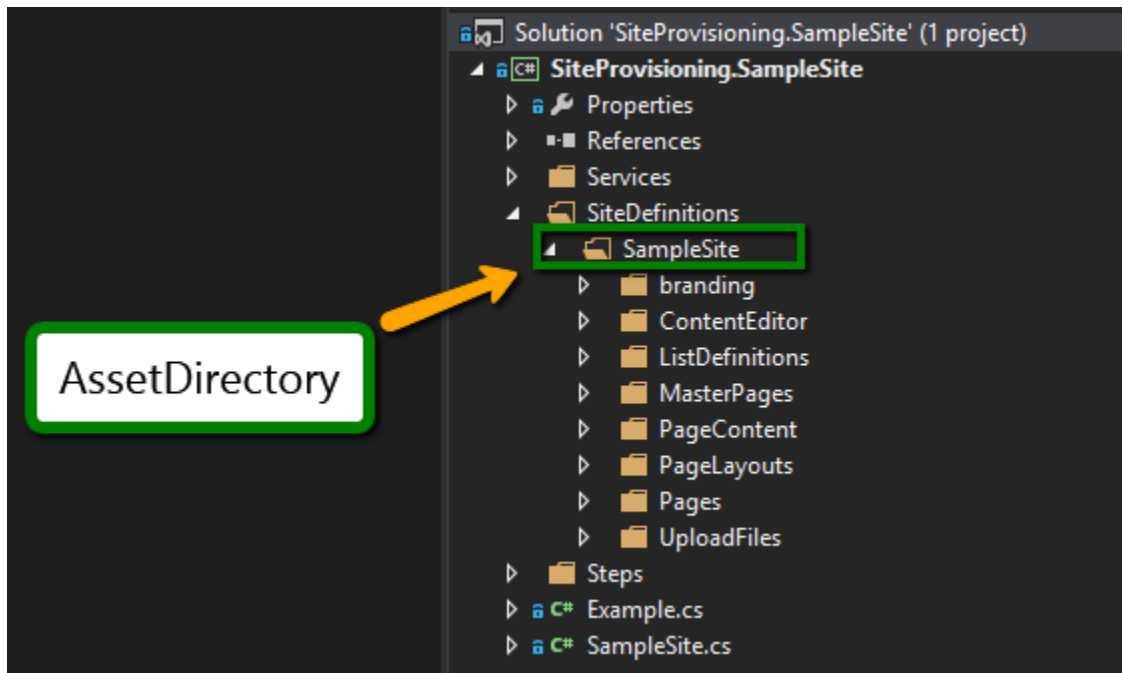 Solution 'SiteProvisioning.SampleSite' (1 project)
C# SiteProvisioning.SampleSite
Properties
References
Services
SiteDefinitions
SampleSite
branding
ContentEditor
ListDefinitions
AssetDirectory
MasterPages
PageContent
PageLayouts
Pages
UploadFiles
Steps
C# Example.cs
C# SampleSite.cs